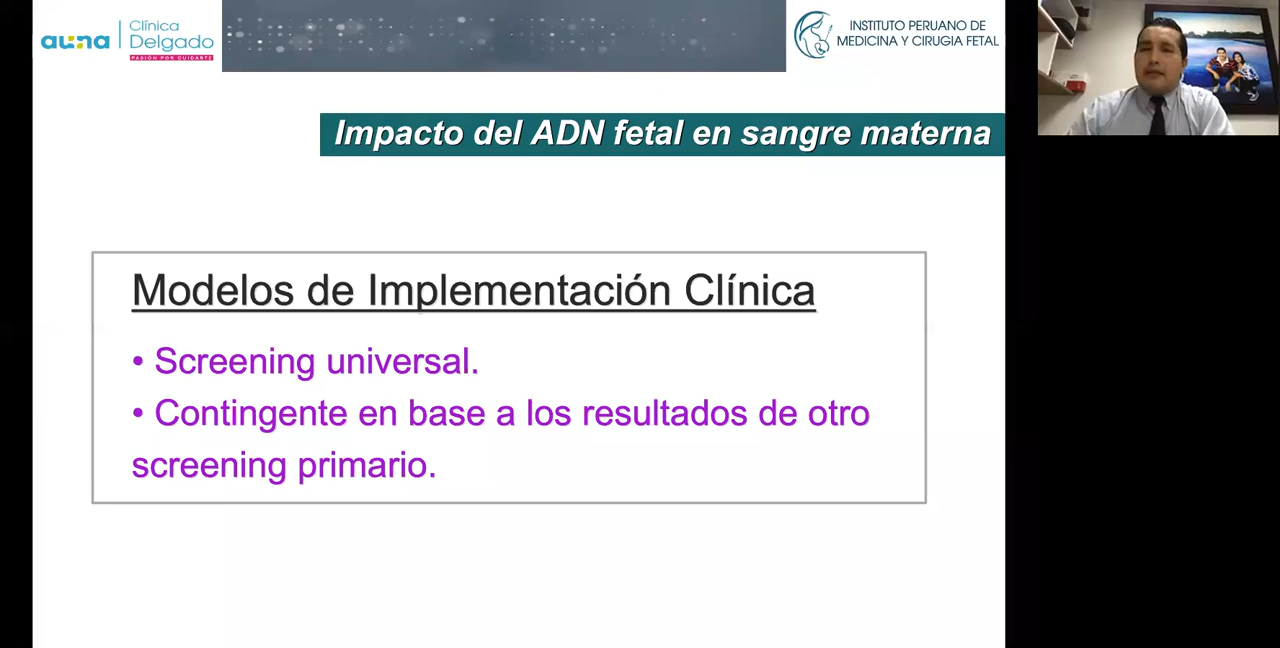 auna
Clínica
Delgado
PASIÓN POR CUIDARTE
INSTITUTO PERUANO DE
MEDICINA Y CIRUGIA FETAL
Impacto del ADN fetal en sangre materna
Modelos de Implementación Clínica
• Screening universal.
• Contingente en base a los resultados de otro
screening primario.